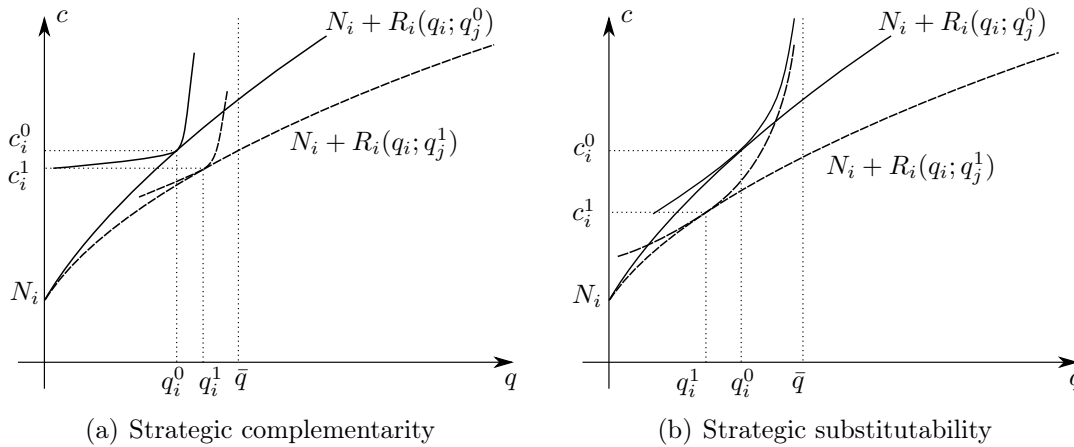 c
N_i + R_i(q_i; q_j^0)
c_i^0
N_i + R_i(q_i; q_j^1)
c_i^1
N_i
q_i^0 q_i^1 q̄ q
(a) Strategic complementarity
c
N_i + R_i(q_i; q_j^0)
c_i^0
N_i + R_i(q_i; q_j^1)
c_i^1
N_i
q_i^1 q_i^0 q̄
(b) Strategic substitutability